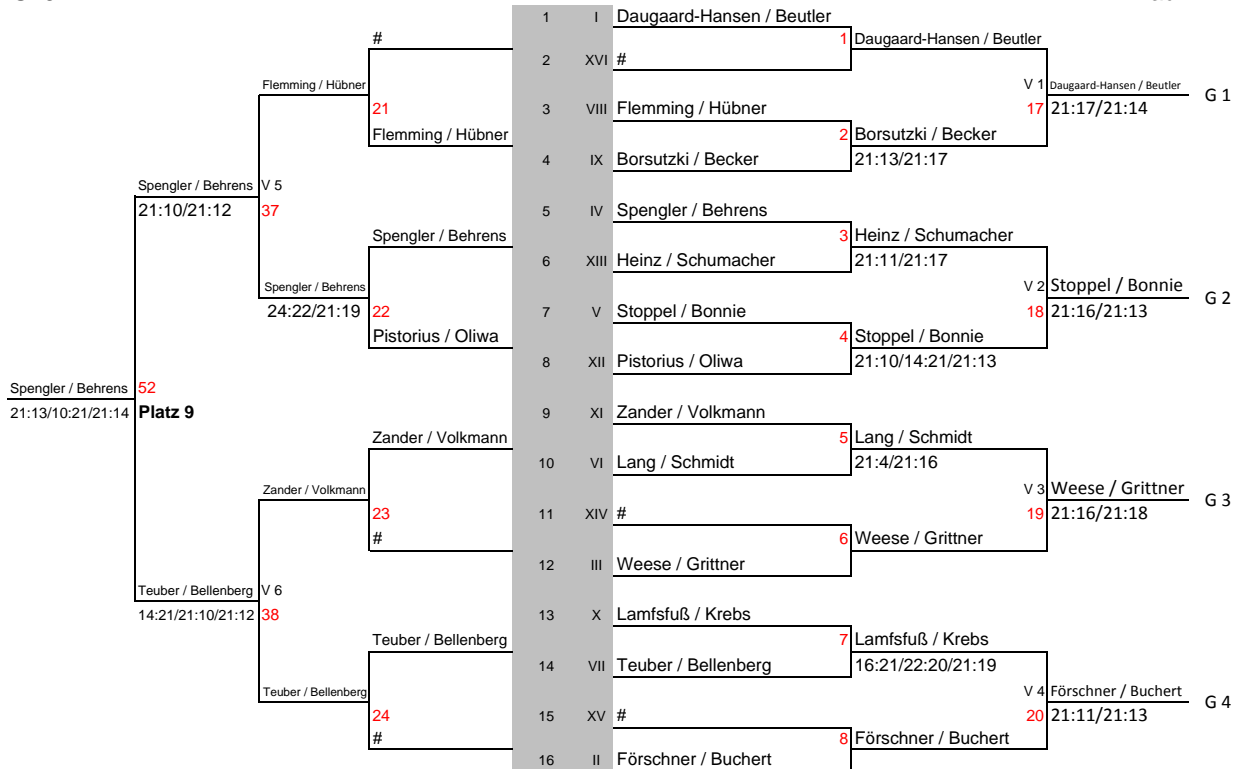 1 I Daugaard-Hansen / Beutler
# 1 Daugaard-Hansen / Beutler
2 XVI #
Flemming / Hübner V 1 Daugaard-Hansen / Beutler G 1
21 3 VIII Flemming / Hübner 17 21:17/21:14
Flemming / Hübner 2 Borsutzki / Becker
4 IX Borsutzki / Becker 21:13/21:17
Spengler / Behrens V 5
21:10/21:12 37 5 IV Spengler / Behrens
Spengler / Behrens 3 Heinz / Schumacher
6 XIII Heinz / Schumacher 21:11/21:17
Spengler / Behrens V 2 Stoppel / Bonnie G 2
24:22/21:19 22 7 V Stoppel / Bonnie 18 21:16/21:13
Pistorius / Oliwa 4 Stoppel / Bonnie
8 XII Pistorius / Oliwa 21:10/14:21/21:13
Spengler / Behrens 52
21:13/10:21/21:14 Platz 9 9 XI Zander / Volkmann
Zander / Volkmann 5 Lang / Schmidt
10 VI Lang / Schmidt 21:4/21:16
Zander / Volkmann V 3 Weese / Grittner G 3
23 11 XIV # 19 21:16/21:18
# 6 Weese / Grittner
12 III Weese / Grittner
Teuber / Bellenberg V 6
14:21/21:10/21:12 38 13 X Lamfsfuß / Krebs
Teuber / Bellenberg 7 Lamfsfuß / Krebs
14 VII Teuber / Bellenberg 16:21/22:20/21:19
Teuber / Bellenberg V 4 Förschner / Buchert G 4
24 15 XV # 20 21:11/21:13
# 8 Förschner / Buchert
16 II Förschner / Buchert